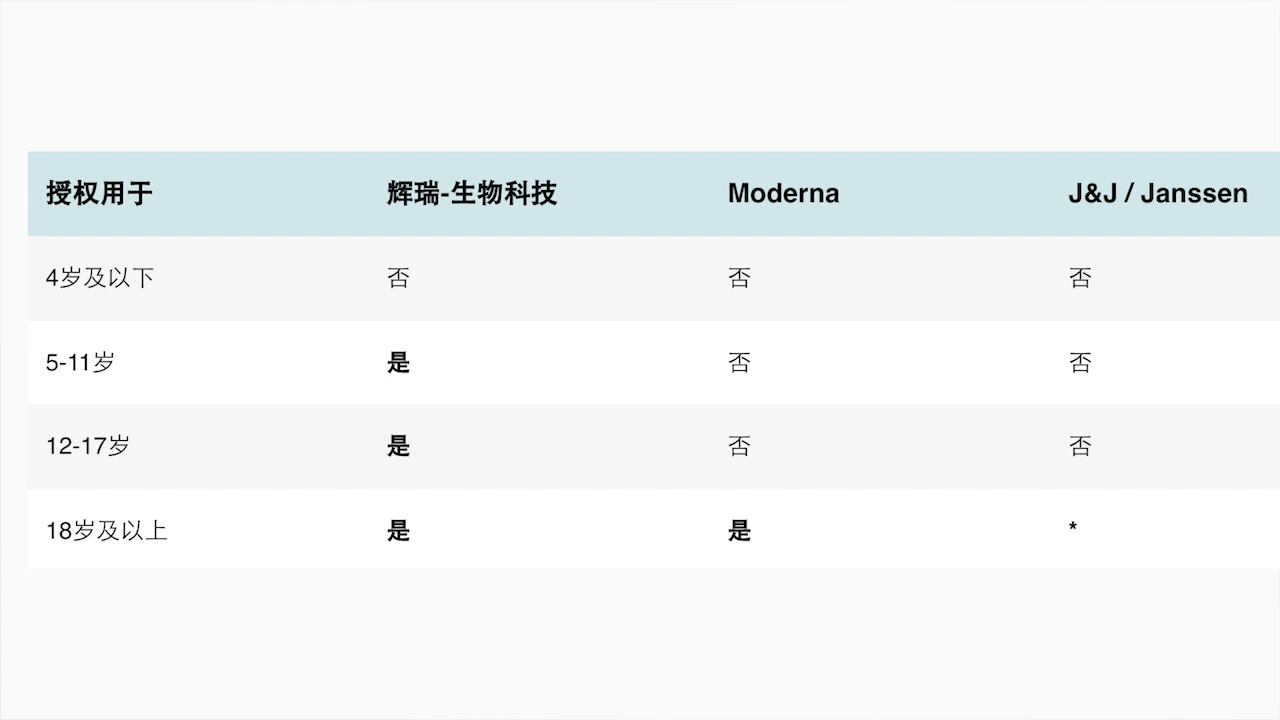 授权用于 辉瑞-生物科技 Moderna J&J / Janssen
4岁及以下 否 否 否
5-11岁 是 否 否
12-17岁 是 否 否
18岁及以上 是 是 *